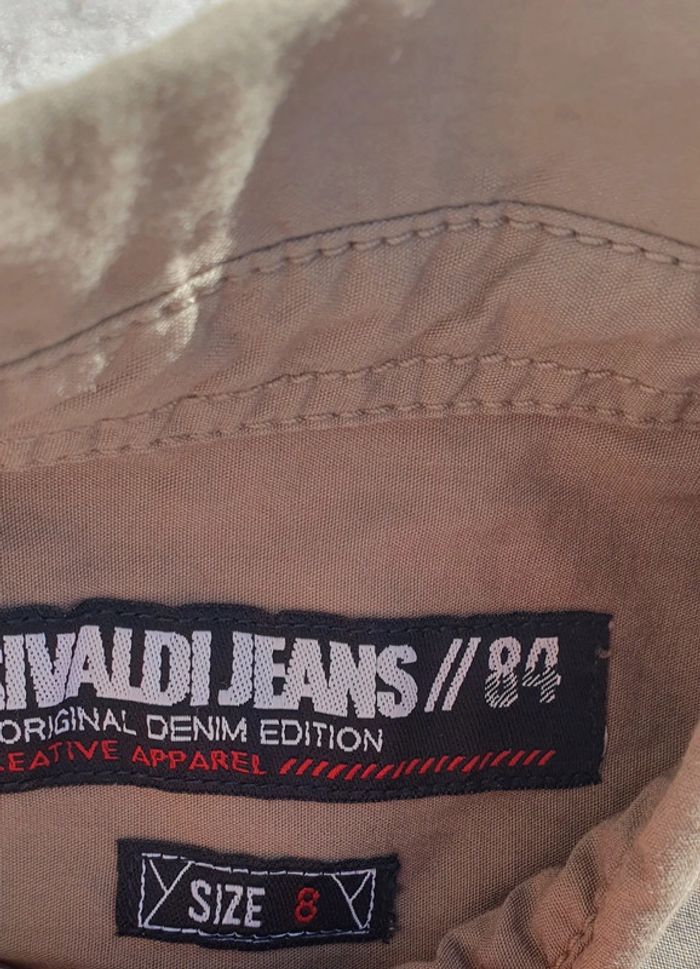 IVALDI JEANS // 84
ORIGINAL DENIM EDITION
EATIVE APPAREL
SIZE 8